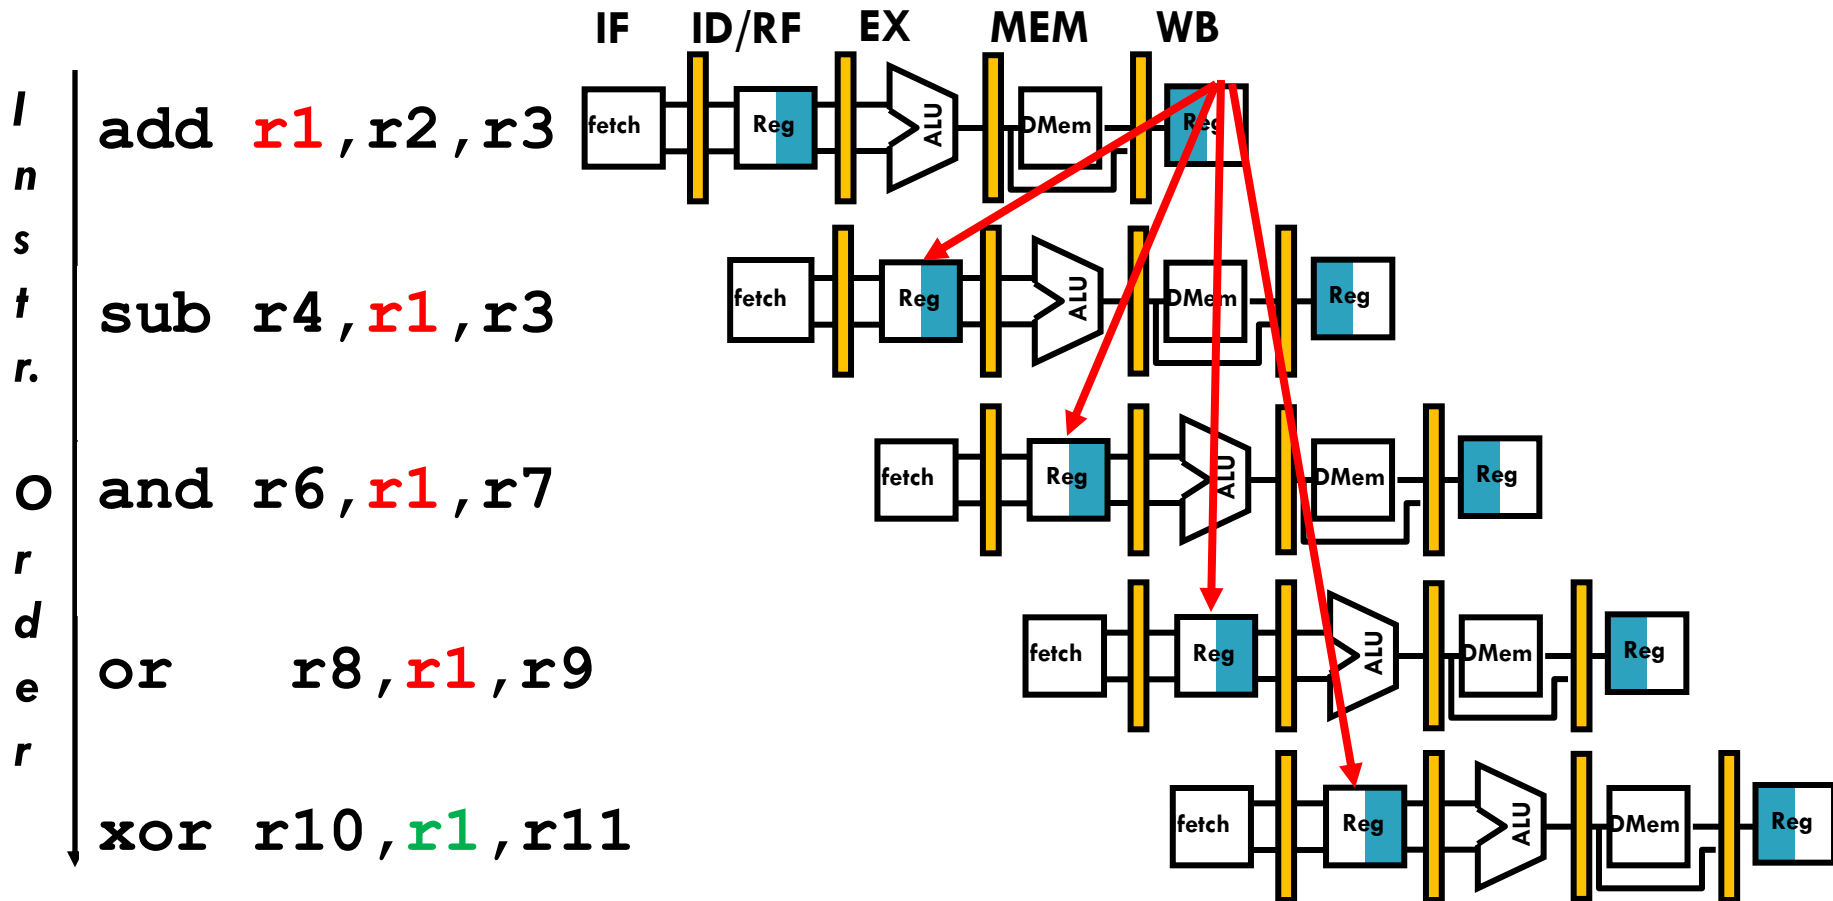 IF ID/RF EX MEM WB
Instr. Order
add r1,r2,r3
fetch Reg ALU DMem Reg
sub r4,r1,r3
fetch Reg ALU DMem Reg
and r6,r1,r7
fetch Reg ALU DMem Reg
or r8,r1,r9
fetch Reg ALU DMem Reg
xor r10,r1,r11
fetch Reg ALU DMem Reg